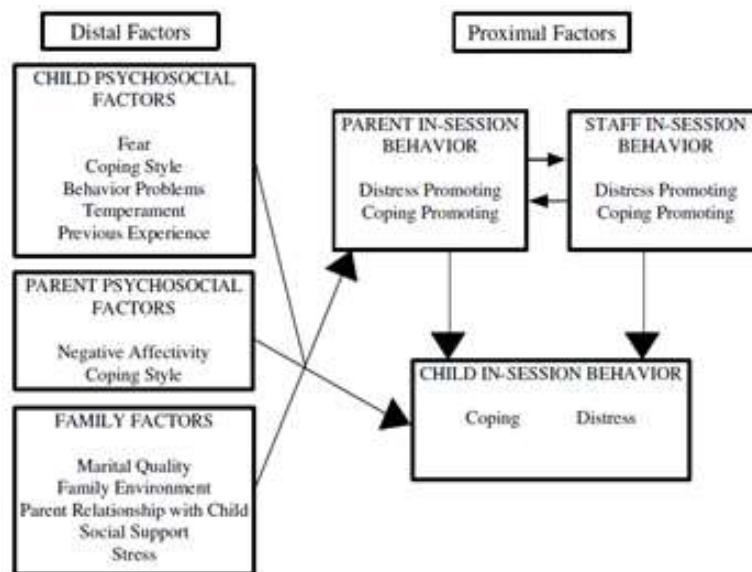 Distal Factors
Proximal Factors
CHILD PSYCHOSOCIAL
FACTORS
Fear
Coping Style
Behavior Problems
Temperament
Previous Experience
PARENT PSYCHOSOCIAL
FACTORS
Negative Affectivity
Coping Style
FAMILY FACTORS
Marital Quality
Family Environment
Parent Relationship with Child
Social Support
Stress
PARENT IN-SESSION
BEHAVIOR
Distress Promoting
Coping Promoting
STAFF IN-SESSION
BEHAVIOR
Distress Promoting
Coping Promoting
CHILD IN-SESSION BEHAVIOR
Coping Distress